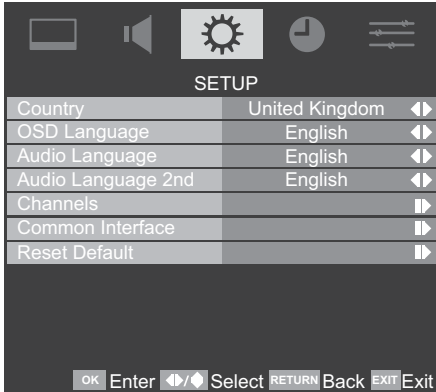 SETUP
Country United Kingdom
OSD Language English
Audio Language English
Audio Language 2nd English
Channels
Common Interface
Reset Default
OK Enter / Select RETURN Back EXIT Exit